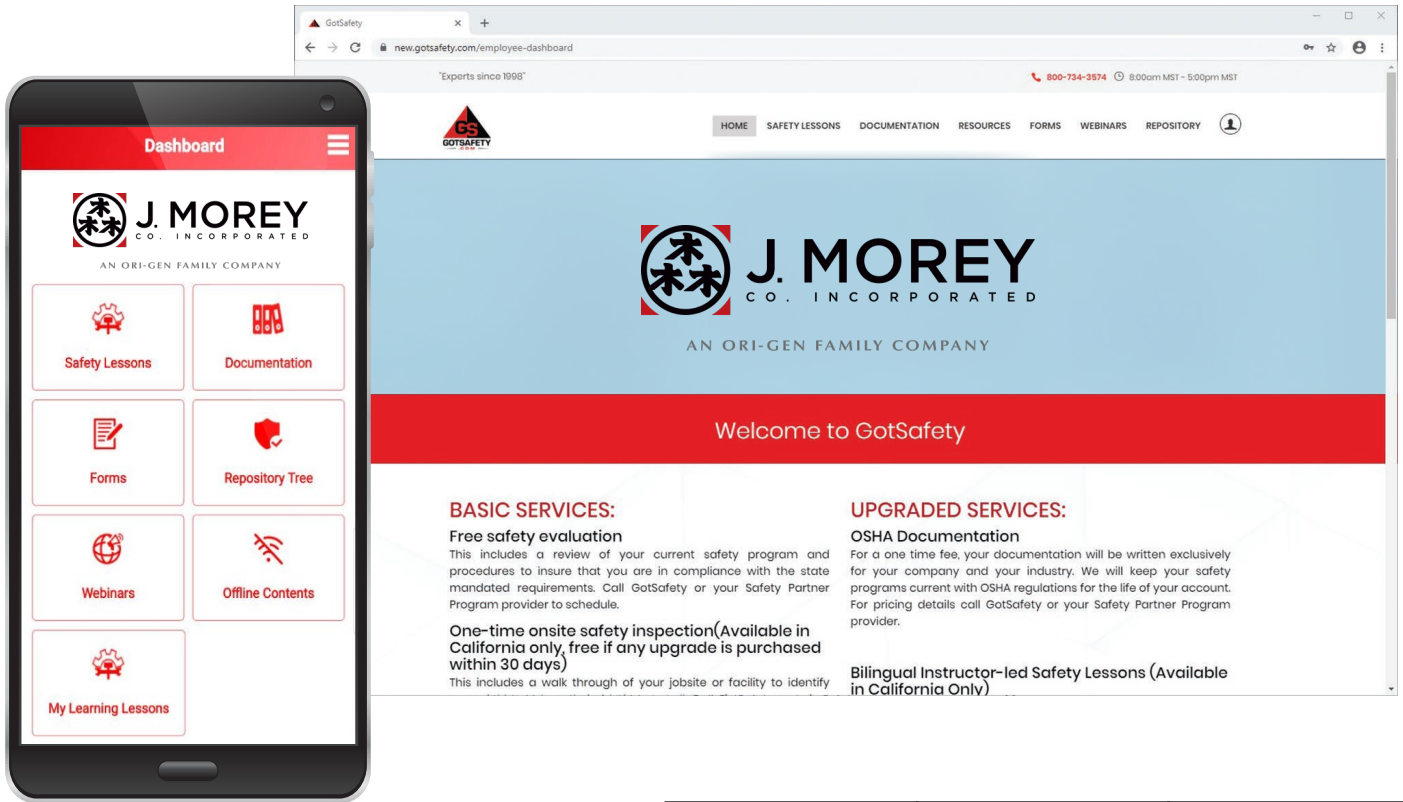 GotSafety
new.gotsafety.com/employee-dashboard
"Experts since 1998"
800-734-3574 8:00am MST - 5:00pm MST
GS
GOTSAFETY
.COM
HOME SAFETY LESSONS DOCUMENTATION RESOURCES FORMS WEBINARS REPOSITORY
木
森森
J. MOREY
CO. INCORPORATED
AN ORI-GEN FAMILY COMPANY
Welcome to GotSafety
BASIC SERVICES:
Free safety evaluation
This includes a review of your current safety program and
procedures to insure that you are in compliance with the state
mandated requirements. Call GotSafety or your Safety Partner
Program provider to schedule.
One-time onsite safety inspection(Available in
California only, free if any upgrade is purchased
within 30 days)
This includes a walk through of your jobsite or facility to identify
UPGRADED SERVICES:
OSHA Documentation
For a one time fee, your documentation will be written exclusively
for your company and your industry. We will keep your safety
programs current with OSHA regulations for the life of your account.
For pricing details call GotSafety or your Safety Partner Program
provider.
Bilingual Instructor-led Safety Lessons (Available
in California Only)
Dashboard
木
森森
J. MOREY
CO. INCORPORATED
AN ORI-GEN FAMILY COMPANY
Safety Lessons
Documentation
Forms
Repository Tree
Webinars
Offline Contents
My Learning Lessons